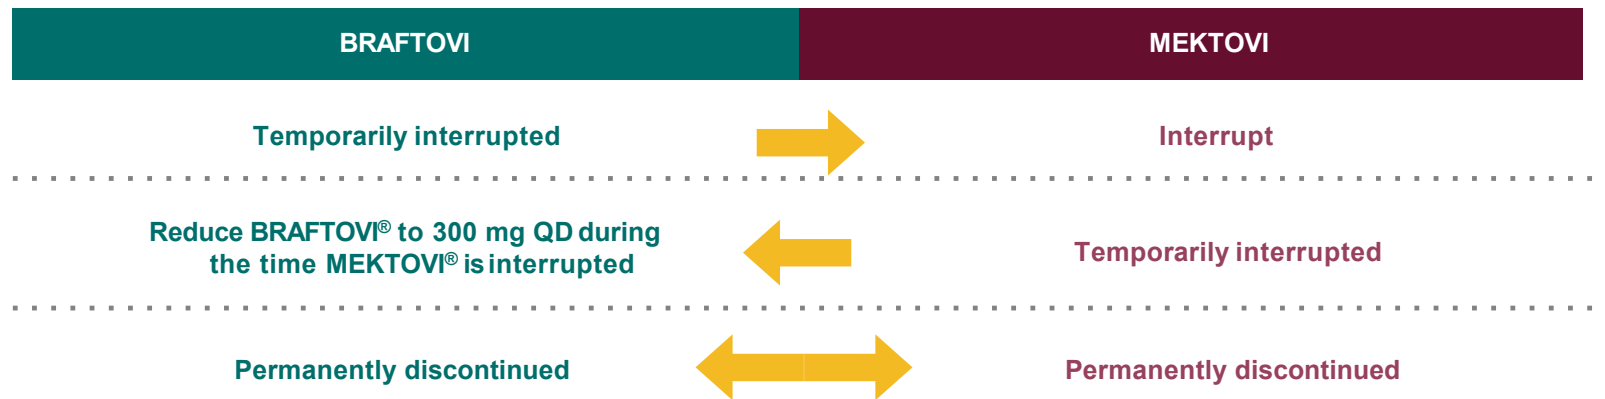 BRAFTOVI
MEKTOVI
Temporarily interrupted
Interrupt
Reduce BRAFTOVI® to 300 mg QD during
the time MEKTOVI® is interrupted
Temporarily interrupted
Permanently discontinued
Permanently discontinued